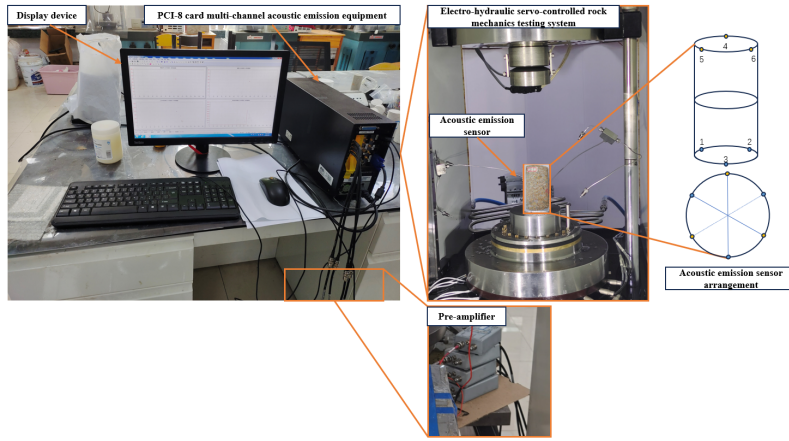 Display device
PCI-8 card multi-channel acoustic emission equipment
Electro-hydraulic servo-controlled rock
mechanics testing system
Acoustic emission
sensor
4
5
6
1
2
3
Acoustic emission sensor
arrangement
Pre-amplifier